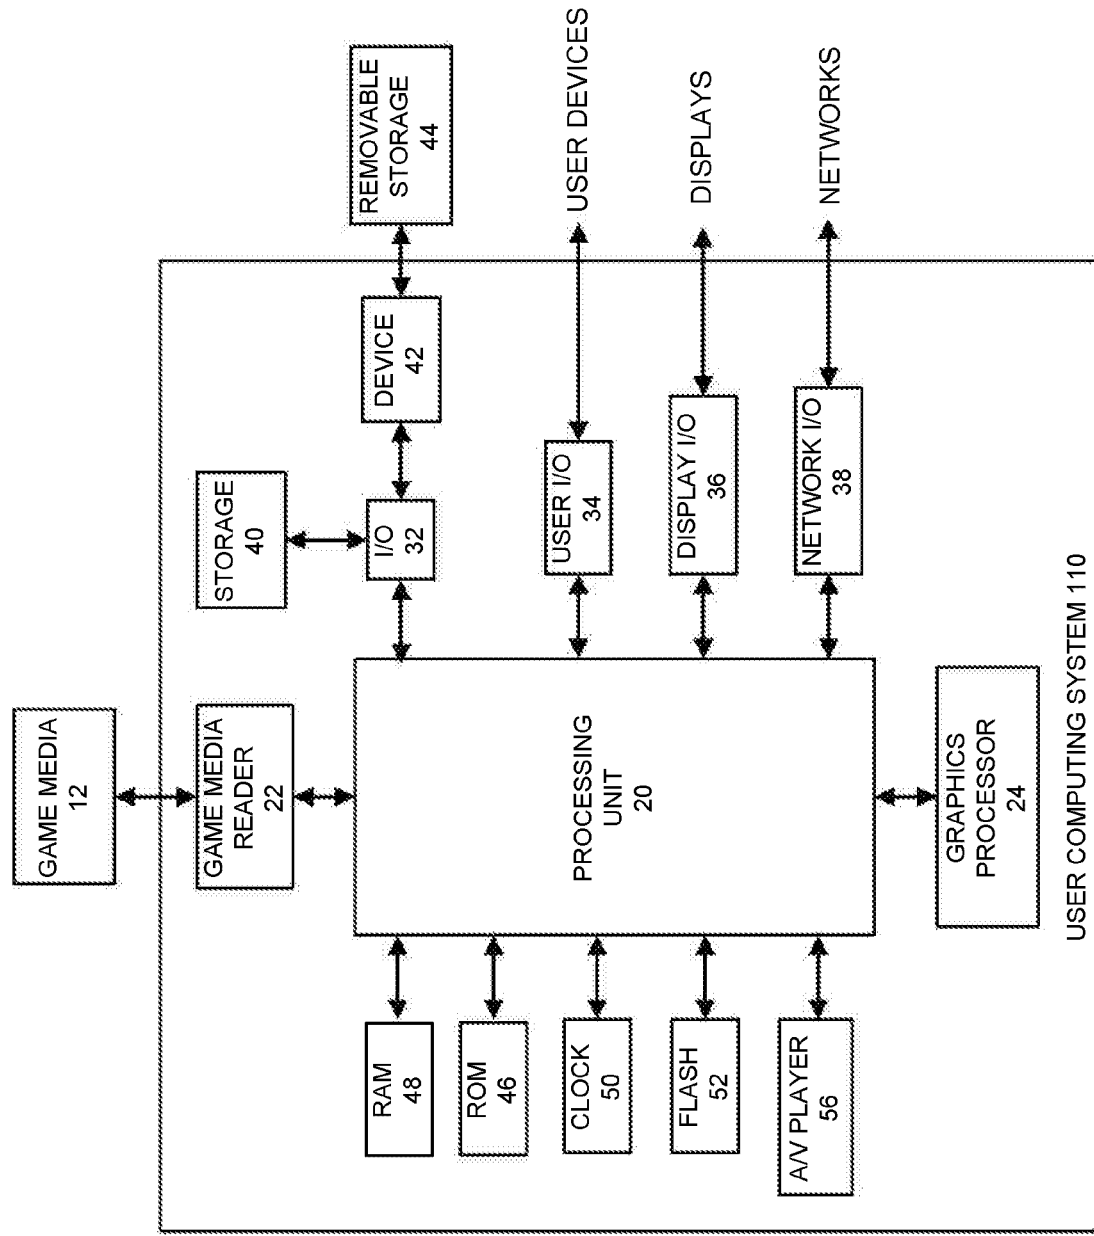 GAME MEDIA
12
GAME MEDIA
READER
22
STORAGE
40
REMOVABLE
STORAGE
44
DEVICE
42
I/O
32
RAM
48
ROM
46
CLOCK
50
FLASH
52
A/V PLAYER
56
PROCESSING
UNIT
20
USER I/O
34
USER DEVICES
DISPLAY I/O
36
DISPLAYS
NETWORK I/O
38
NETWORKS
GRAPHICS
PROCESSOR
24
USER COMPUTING SYSTEM 110